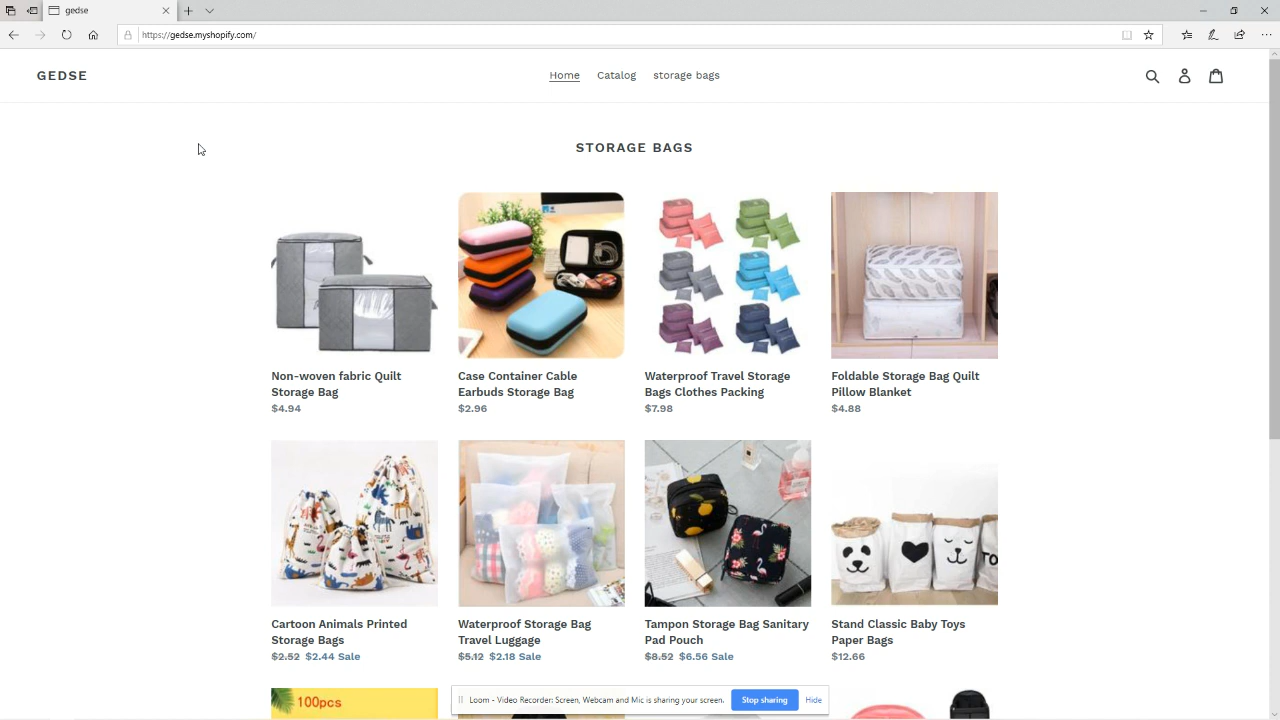 gedse
https://gedse.myshopify.com/
GEDSE
Home Catalog storage bags
STORAGE BAGS
Non-woven fabric Quilt
Storage Bag
$4.94
Case Container Cable
Earbuds Storage Bag
$2.96
Waterproof Travel Storage
Bags Clothes Packing
$7.98
Foldable Storage Bag Quilt
Pillow Blanket
$4.88
Cartoon Animals Printed
Storage Bags
$2.52 $2.44 Sale
Waterproof Storage Bag
Travel Luggage
$5.12 $2.18 Sale
Tampon Storage Bag Sanitary
Pad Pouch
$8.52 $6.56 Sale
TO
Stand Classic Baby Toys
Paper Bags
$12.66
100pcs
Loom - Video Recorder: Screen, Webcam and Mic is sharing your screen. Stop sharing Hide